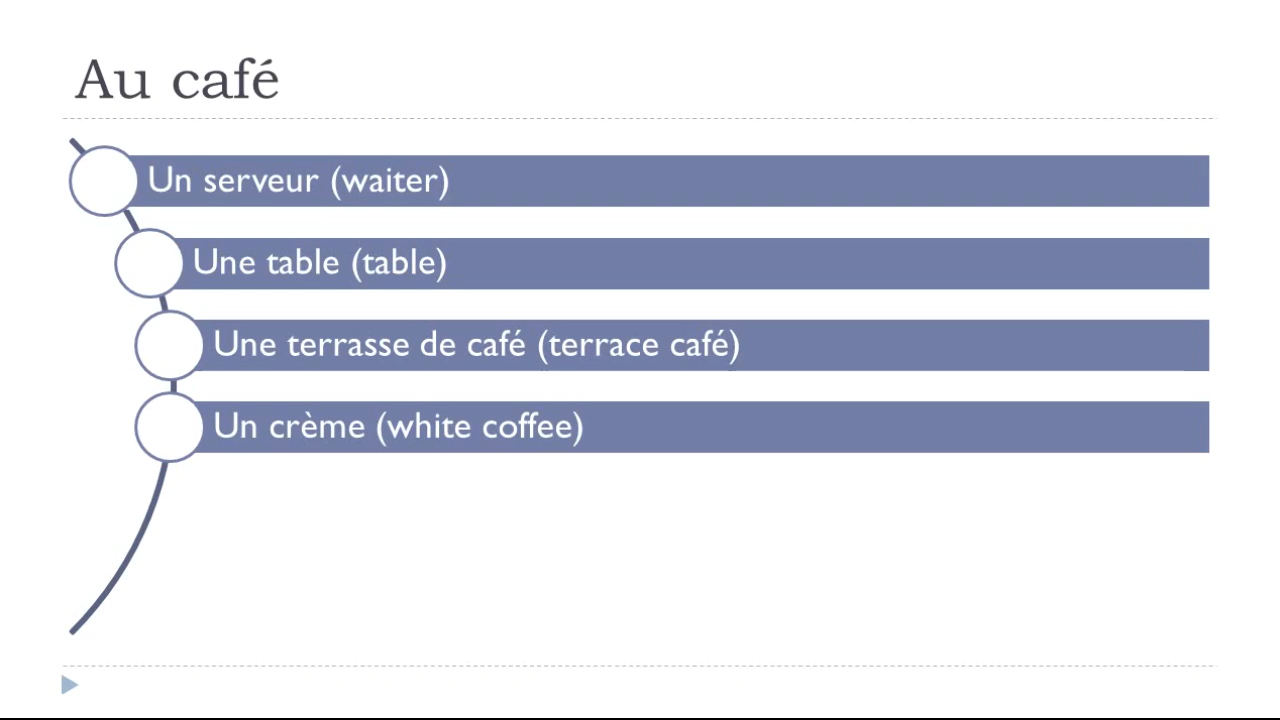 Au café
Un serveur (waiter)
Une table (table)
Une terrasse de café (terrace café)
Un crème (white coffee)